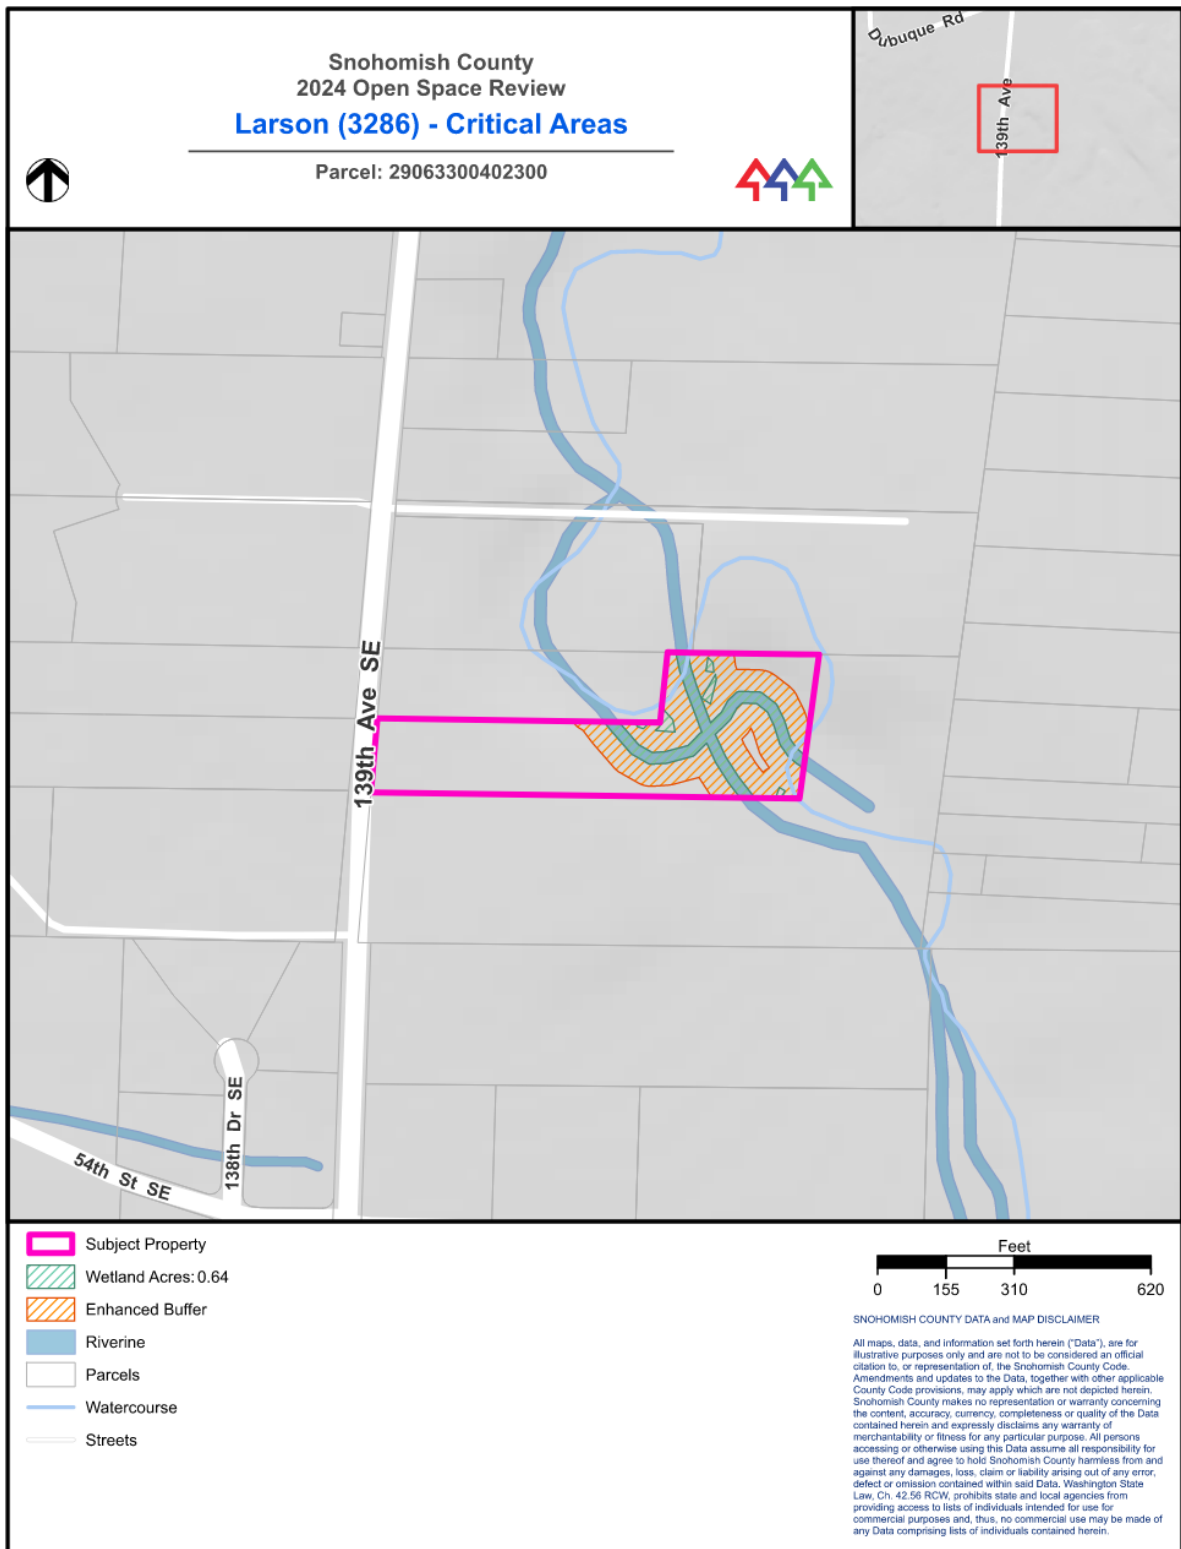 Snohomish County
2024 Open Space Review
Larson (3286) - Critical Areas
Parcel: 29063300402300
Dubuque Rd
139th Ave
139th Ave SE
138th Dr SE
54th St SE
Subject Property
Wetland Acres: 0.64
Enhanced Buffer
Riverine
Parcels
Watercourse
Streets
Feet
0 155 310 620
SNOHOMISH COUNTY DATA and MAP DISCLAIMER
All maps, data, and information set forth herein ("Data"), are for
illustrative purposes only and are not to be considered an official
citation to, or representation of, the Snohomish County Code.
Amendments and updates to the Data, together with other applicable
County Code provisions, may apply which are not depicted herein.
Snohomish County makes no representation or warranty concerning
the content, accuracy, currency, completeness or quality of the Data
contained herein and expressly disclaims any warranty of
merchantability or fitness for any particular purpose. All persons
accessing or otherwise using this Data assume all responsibility for
use thereof and agree to hold Snohomish County harmless from and
against any damages, loss, claim or liability arising out of any error,
defect or omission contained within said Data. Washington State
Law, Ch. 42.56 RCW, prohibits state and local agencies from
providing access to lists of individuals intended for use for
commercial purposes and, thus, no commercial use may be made of
any Data comprising lists of individuals contained herein.